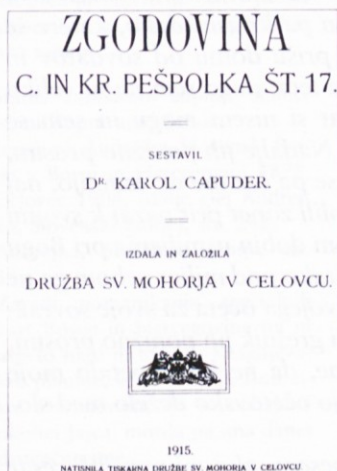 ZGODOVINA
C. IN KR. PEŠPOLKA ŠT. 17.
SESTAVIL
DR. KAROL CAPUDER.
IZDALA IN ZALOŽILA
DRUŽBA SV. MOHORJA V CELOVCU.
1915.
NATISNILA TISKARNA DRUŽBE SV. MOHORJA V CELOVCU